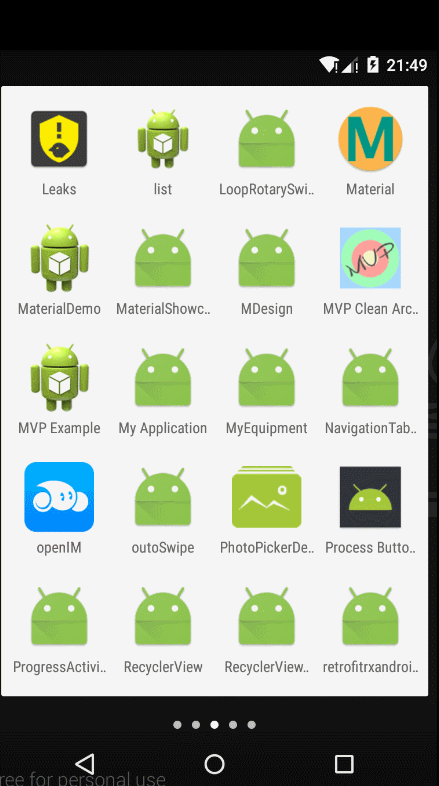 21:49
Leaks
list
LoopRotarySwi..
M
Material
MaterialDemo
MaterialShowc..
MDesign
MVP
MVP Clean Arc..
MVP Example
My Application
MyEquipment
NavigationTab..
openIM
outoSwipe
PhotoPickerDe..
Process Butto..
ProgressActivi..
RecyclerView
RecyclerView..
retrofitrxandroi..
ree for personal use